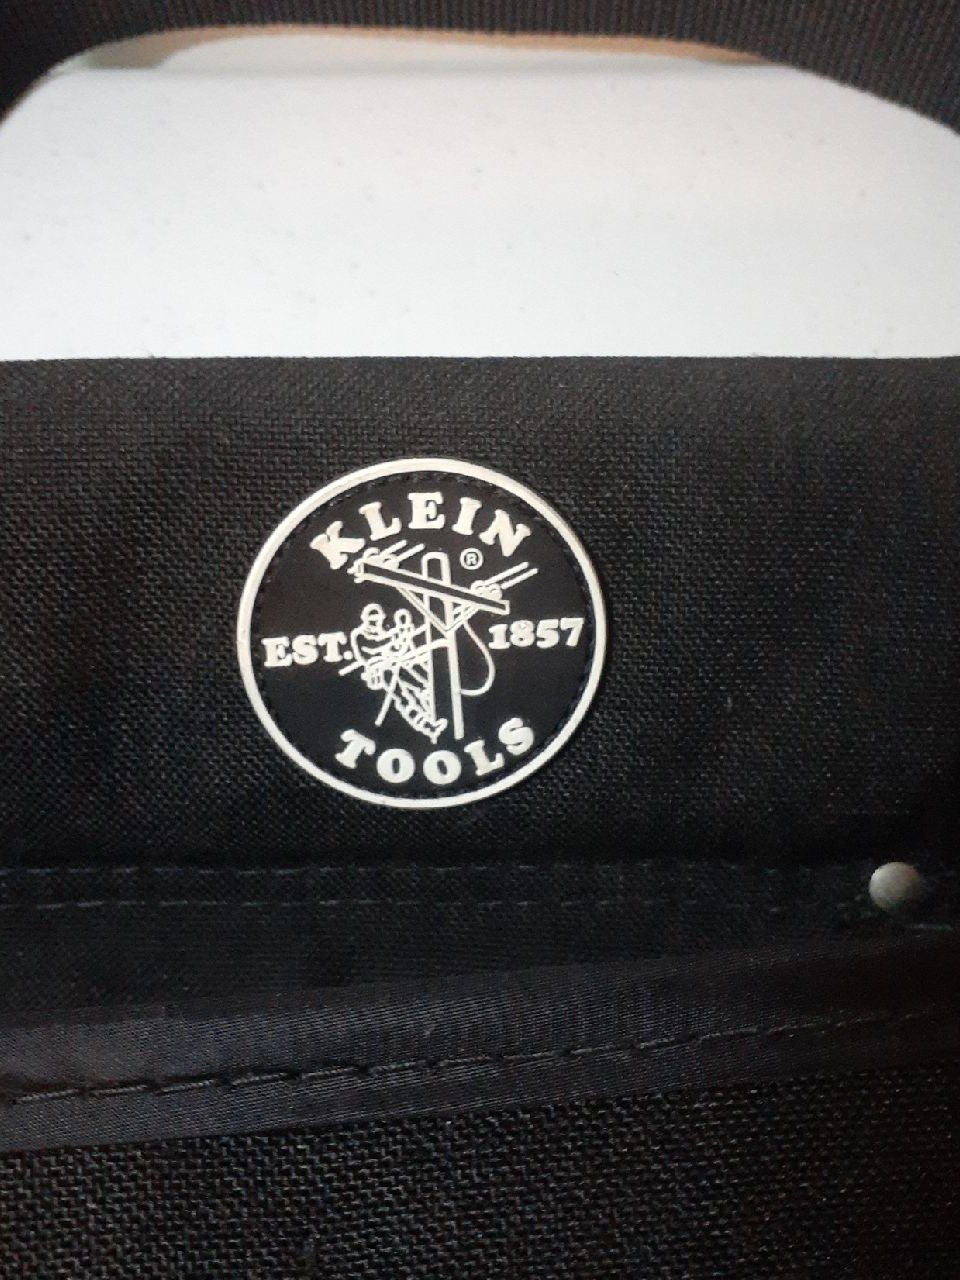 KLEIN
®
EST. 1857
TOOLS